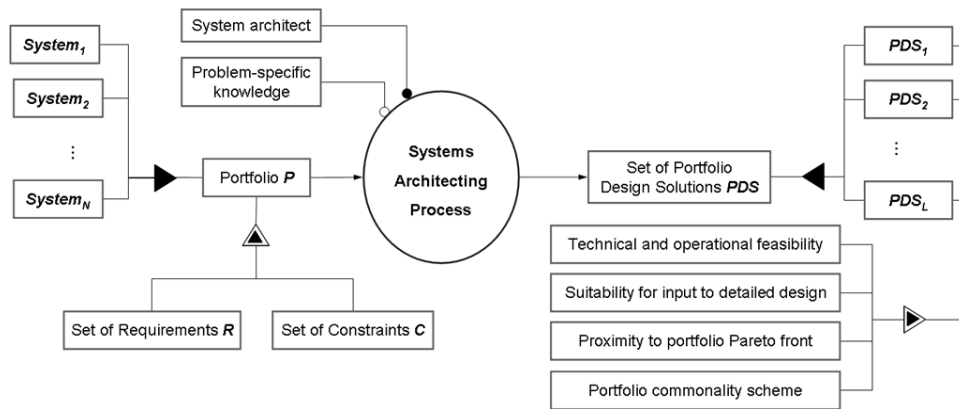 System1
System2
⋮
SystemN
System architect
Problem-specific
knowledge
Portfolio P
Set of Requirements R
Set of Constraints C
Systems
Architecting
Process
Set of Portfolio
Design Solutions PDS
PDS1
PDS2
⋮
PDSL
Technical and operational feasibility
Suitability for input to detailed design
Proximity to portfolio Pareto front
Portfolio commonality scheme